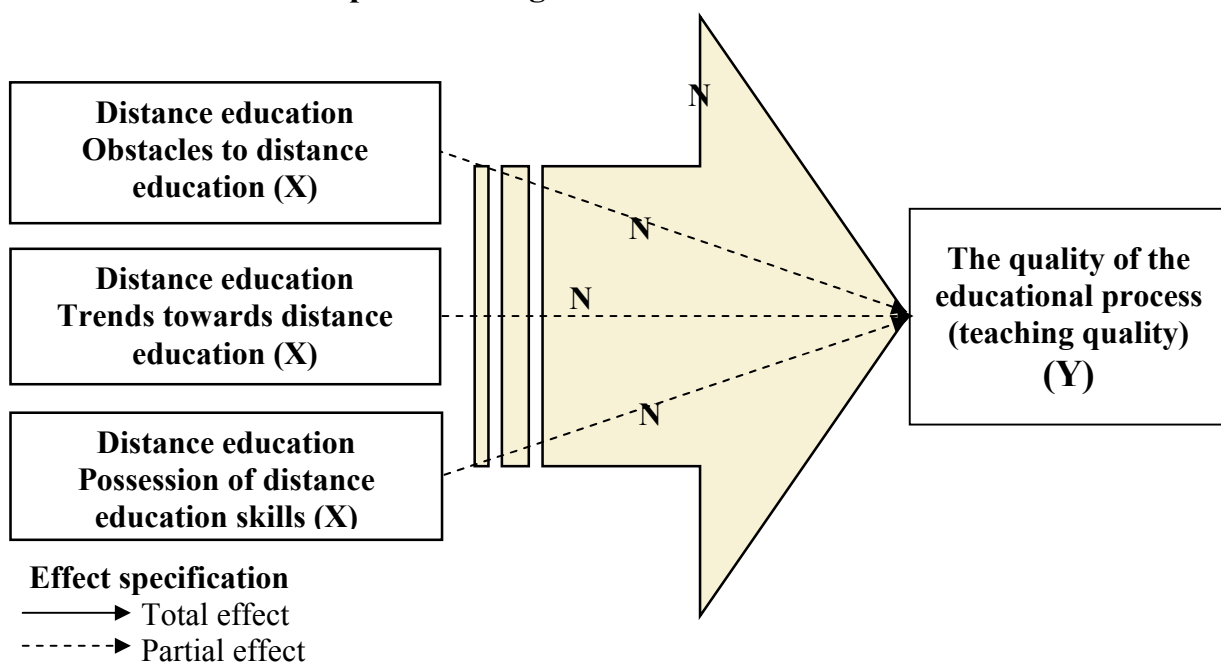 Distance education
Obstacles to distance
education (X)
Distance education
Trends towards distance
education (X)
Distance education
Possession of distance
education skills (X)
N
N
N
N
The quality of the
educational process
(teaching quality)
(Y)
Effect specification
Total effect
Partial effect